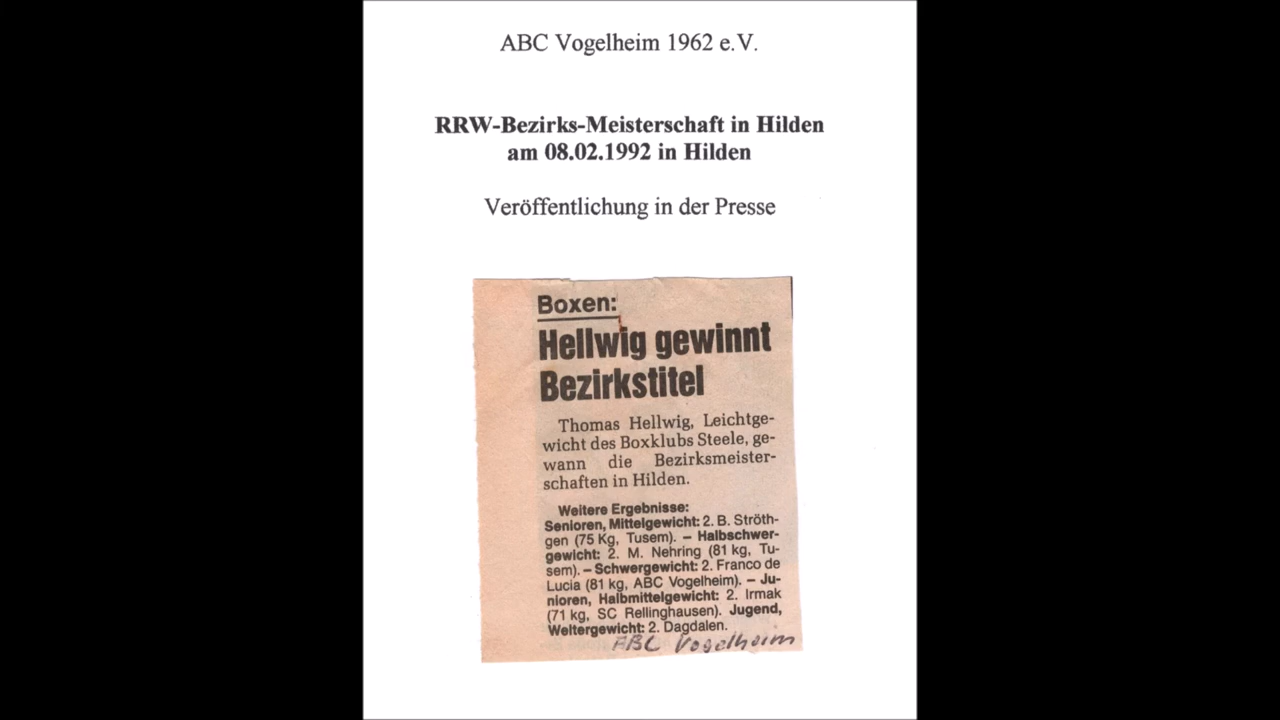 ABC Vogelheim 1962 e.V.
RRW-Bezirks-Meisterschaft in Hilden
am 08.02.1992 in Hilden
Veröffentlichung in der Presse
Boxen:
Hellwig gewinnt
Bezirkstitel
Thomas Hellwig, Leichtge-
wicht des Boxklubs Steele, ge-
wann die Bezirksmeister-
schaften in Hilden.
Weitere Ergebnisse:
Senioren, Mittelgewicht: 2. B. Ströth-
gen (75 Kg, Tusem). – Halbschwer-
gewicht: 2. M. Nehring (81 kg, Tu-
sem). – Schwergewicht: 2. Franco de
Lucia (81 kg, ABC Vogelheim). – Ju-
nioren, Halbmittelgewicht: 2. Irmak
(71 kg, SC Rellinghausen). Jugend,
Weltergewicht: 2. Dagdalen.
ABC Vogelheim